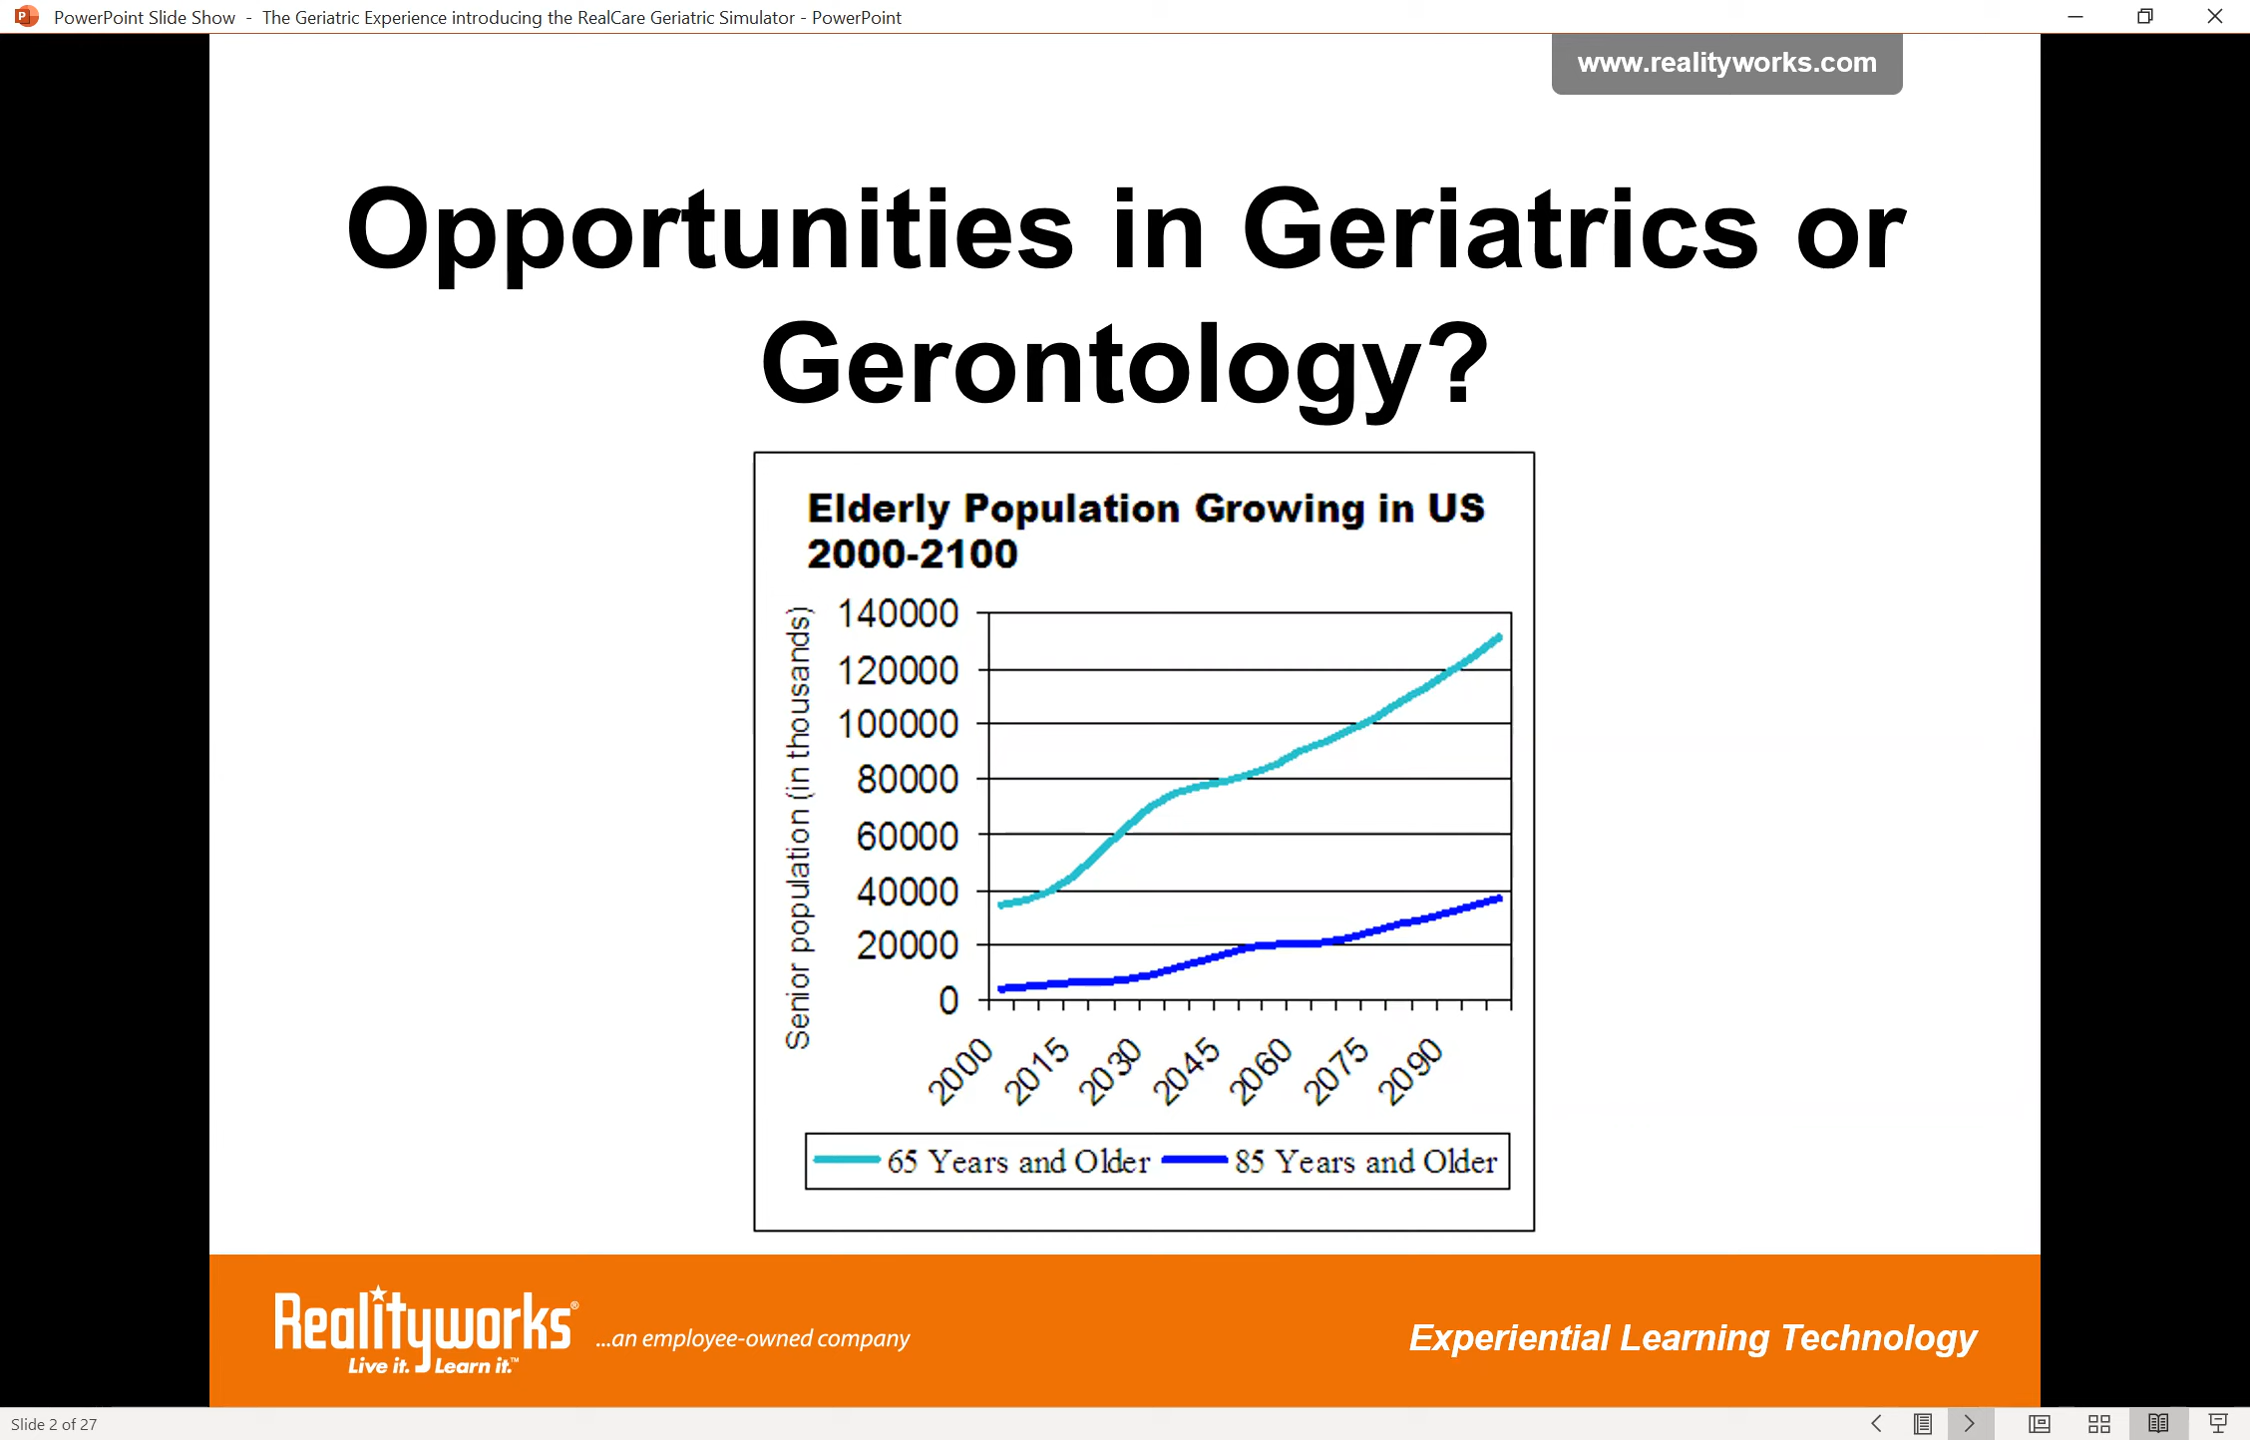 PowerPoint Slide Show - The Geriatric Experience introducing the RealCare Geriatric Simulator - PowerPoint
www.realityworks.com
Opportunities in Geriatrics or
Gerontology?
Elderly Population Growing in US
2000-2100
Senior population (in thousands)
140000
120000
100000
80000
60000
40000
20000
0
2000 2015 2030 2045 2060 2075 2090
65 Years and Older 85 Years and Older
Realityworks® ...an employee-owned company
Live it. Learn it.™
Experiential Learning Technology
Slide 2 of 27